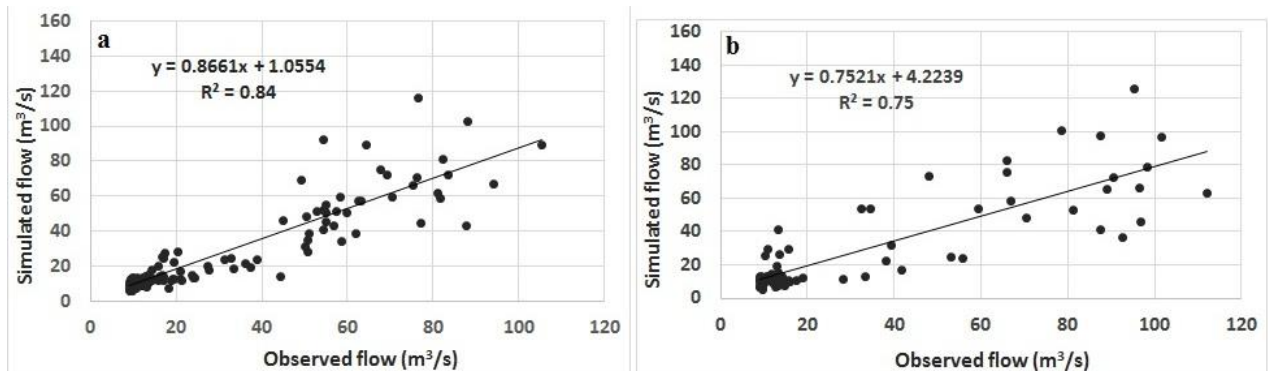 a
y = 0.8661x + 1.0554
R² = 0.84
Simulated flow (m³/s)
160
140
120
100
80
60
40
20
0
0 20 40 60 80 100 120
Observed flow (m³/s)
b
y = 0.7521x + 4.2239
R² = 0.75
Simulated flow (m³/s)
160
140
120
100
80
60
40
20
0
0 20 40 60 80 100 120
Observed flow (m³/s)